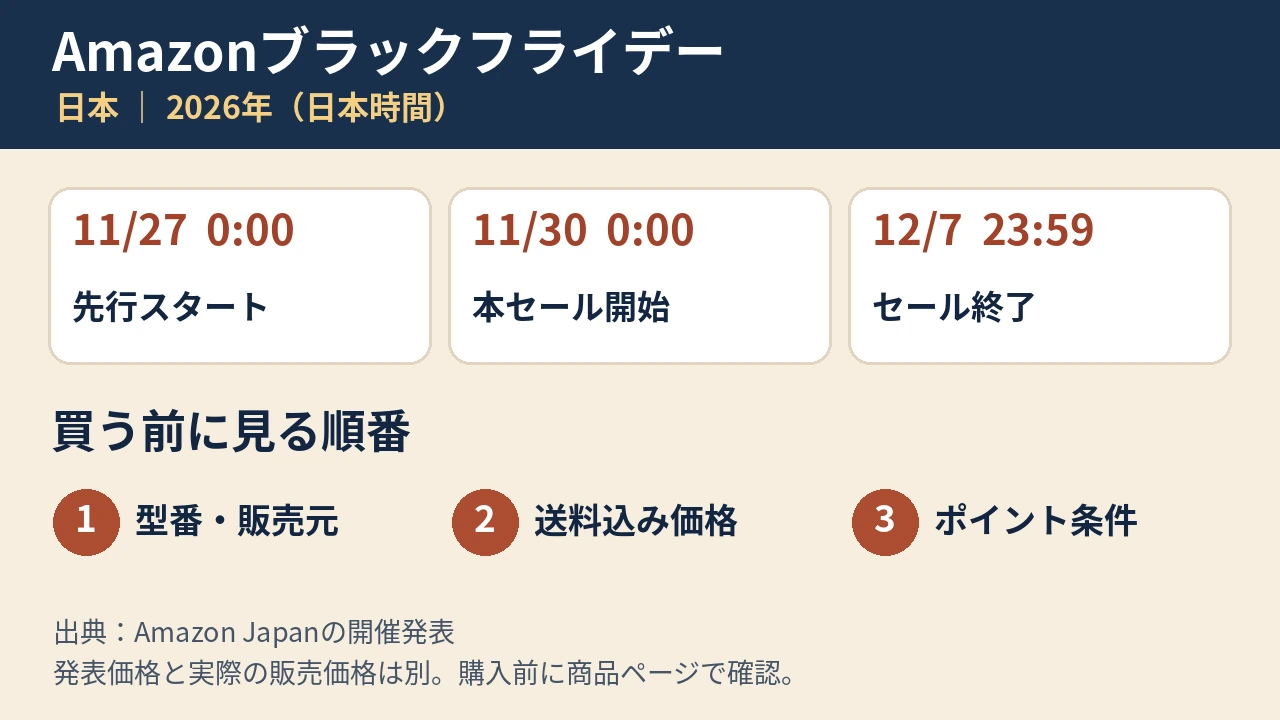 Amazonブラックフライデー
日本 | 2026年（日本時間）
11/27 0:00
先行スタート
11/30 0:00
本セール開始
12/7 23:59
セール終了
買う前に見る順番
1 型番・販売元
2 送料込み価格
3 ポイント条件
出典：Amazon Japanの開催発表
発表価格と実際の販売価格は別。購入前に商品ページで確認。